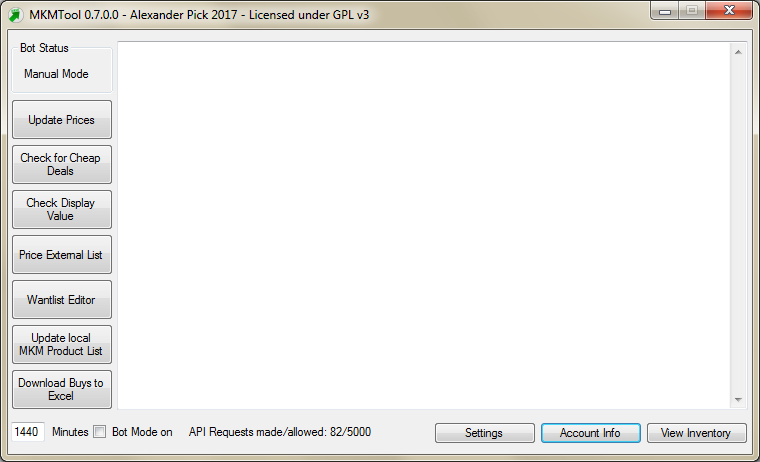 MKMTool 0.7.0.0 - Alexander Pick 2017 - Licensed under GPL v3
Bot Status
Manual Mode
Update Prices
Check for Cheap
Deals
Check Display
Value
Price External List
Wantlist Editor
Update local
MKM Product List
Download Buys to
Excel
1440 Minutes Bot Mode on API Requests made/allowed: 82/5000 Settings Account Info View Inventory